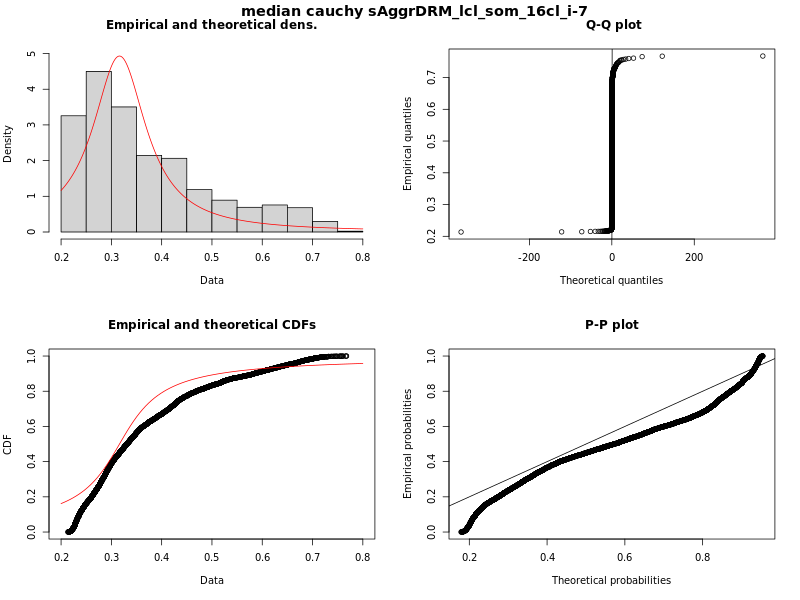 median cauchy sAggrDRM_lcl_som_16cl_i-7
Empirical and theoretical dens.
Density
0 1 2 3 4 5
0.2 0.3 0.4 0.5 0.6 0.7 0.8
Data
Q-Q plot
Empirical quantiles
0.2 0.3 0.4 0.5 0.6 0.7
-200 0 200
Theoretical quantiles
Empirical and theoretical CDFs
CDF
0.0 0.2 0.4 0.6 0.8 1.0
0.2 0.3 0.4 0.5 0.6 0.7 0.8
Data
P-P plot
Empirical probabilities
0.0 0.2 0.4 0.6 0.8 1.0
0.2 0.4 0.6 0.8
Theoretical probabilities